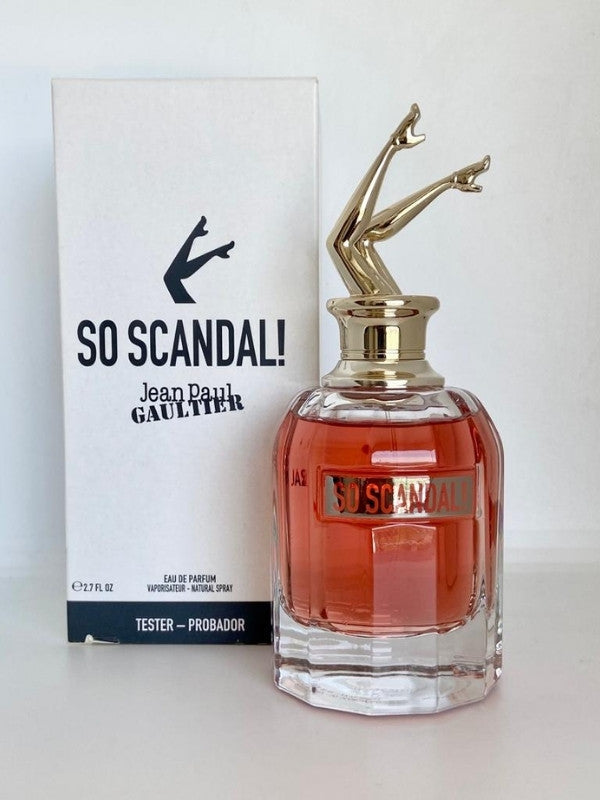 SO SCANDAL!
Jean Paul
GAULTIER
EAU DE PARFUM
℮ 2.7 FL OZ
VAPORISATEUR - NATURAL SPRAY
TESTER – PROBADOR
SO SCANDAL!